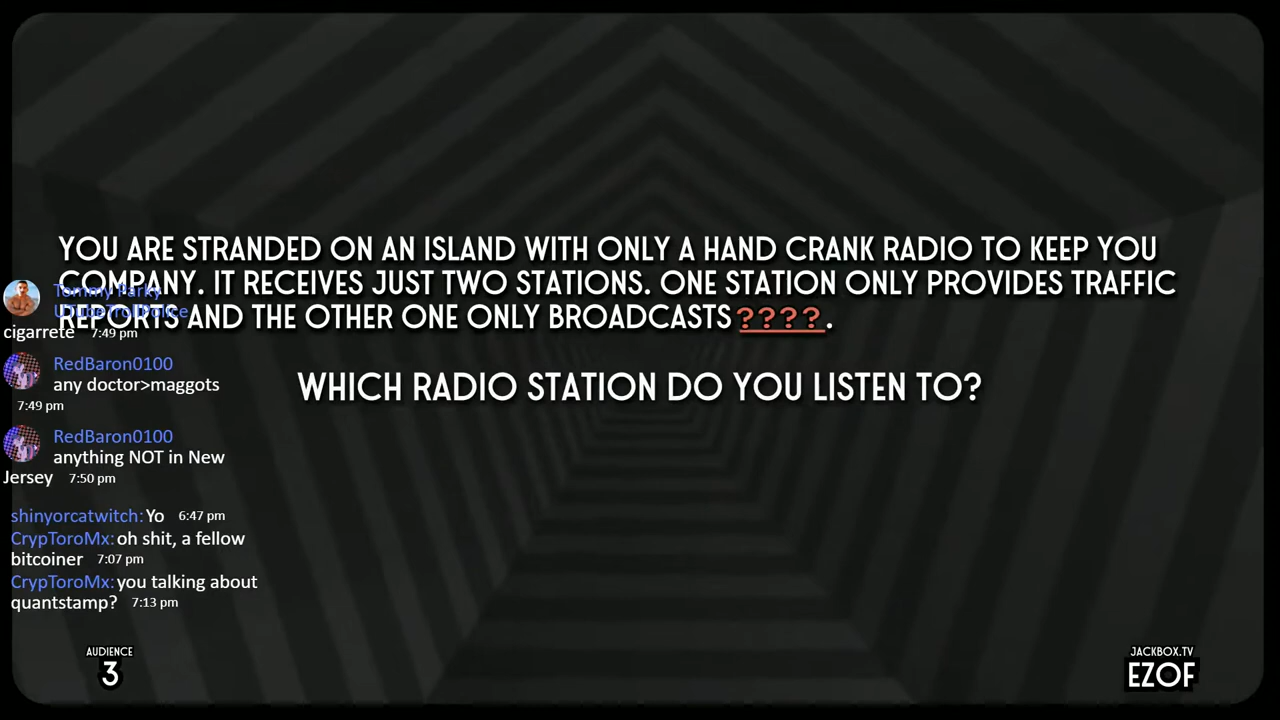 YOU ARE STRANDED ON AN ISLAND WITH ONLY A HAND CRANK RADIO TO KEEP YOU
COMPANY. IT RECEIVES JUST TWO STATIONS. ONE STATION ONLY PROVIDES TRAFFIC
REPORTS AND THE OTHER ONE ONLY BROADCASTS ????.
WHICH RADIO STATION DO YOU LISTEN TO?
Tommy Parky
UTubeTrollPolice
cigarrete 7:49 pm
RedBaron0100
any doctor>maggots
7:49 pm
RedBaron0100
anything NOT in New
Jersey 7:50 pm
shinyorcatwitch: Yo 6:47 pm
CrypToroMx: oh shit, a fellow
bitcoiner 7:07 pm
CrypToroMx: you talking about
quantstamp? 7:13 pm
AUDIENCE
3
JACKBOX.TV
EZOF